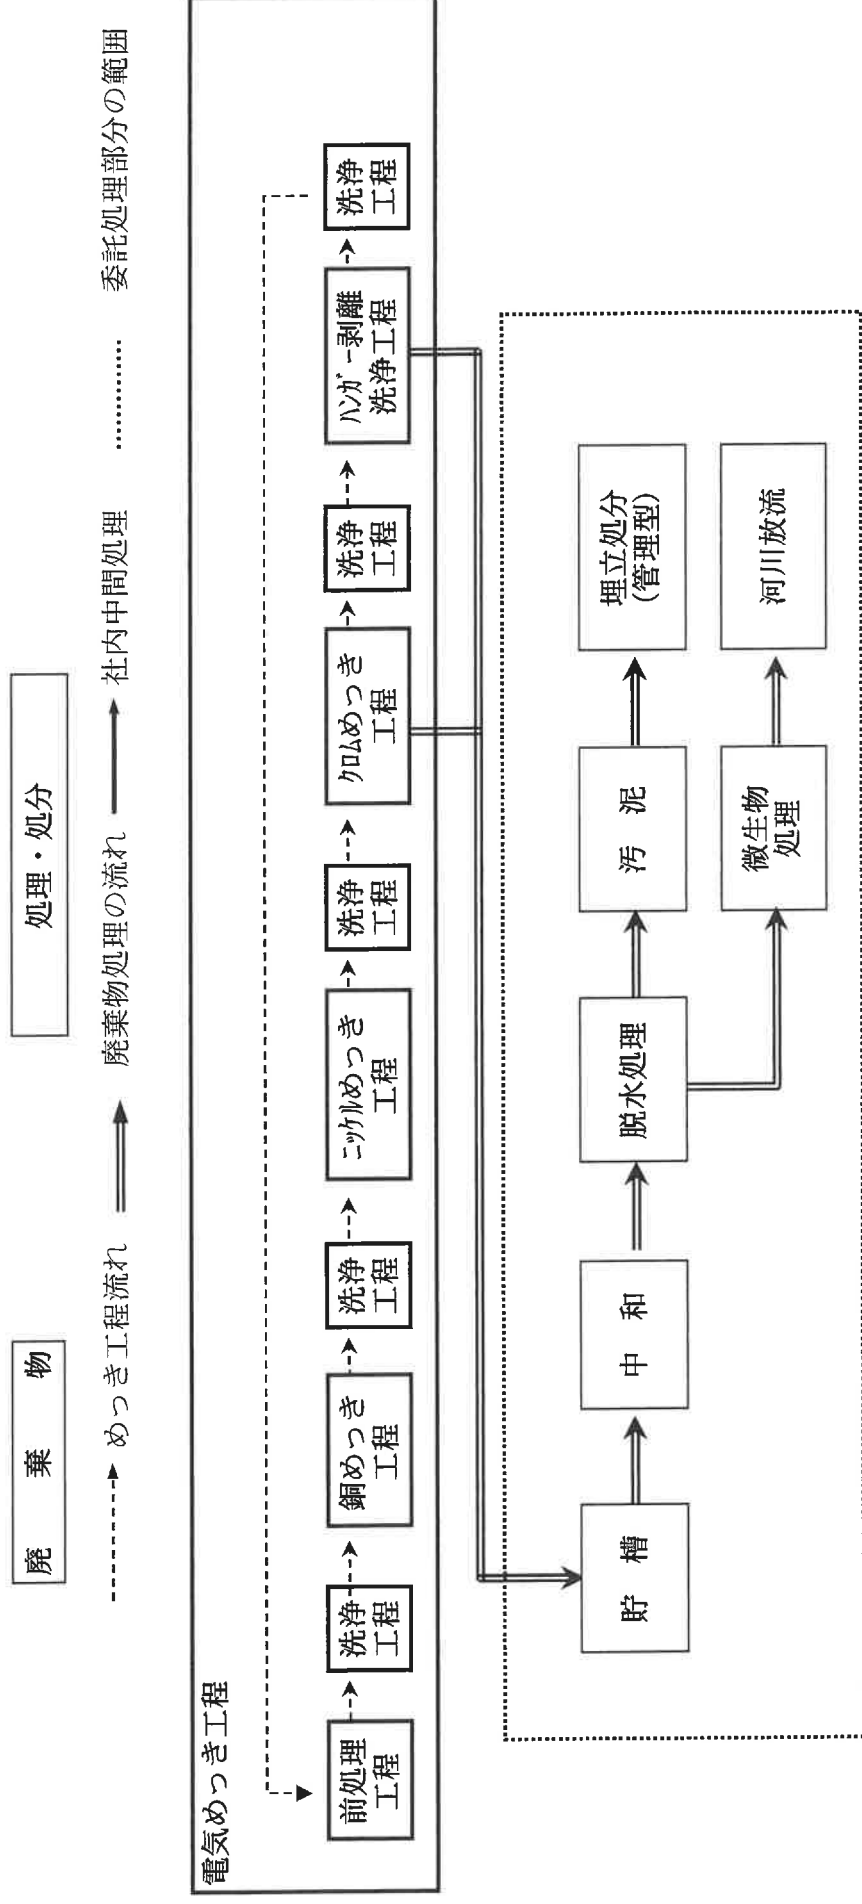 廃棄物
処理・処分
めっき工程流れ
廃棄物処理の流れ
社内中間処理
委託処理部分の範囲
電気めっき工程
前処理
工程
洗浄
工程
銅めっき
工程
洗浄
工程
ﾆｯｹﾙめっき
工程
洗浄
工程
ｸﾛﾑめっき
工程
洗浄
工程
ﾊﾝｶﾞｰ剥離
洗浄工程
洗浄
工程
貯槽
中和
脱水処理
汚泥
埋立処分
(管理型)
微生物
処理
河川放流